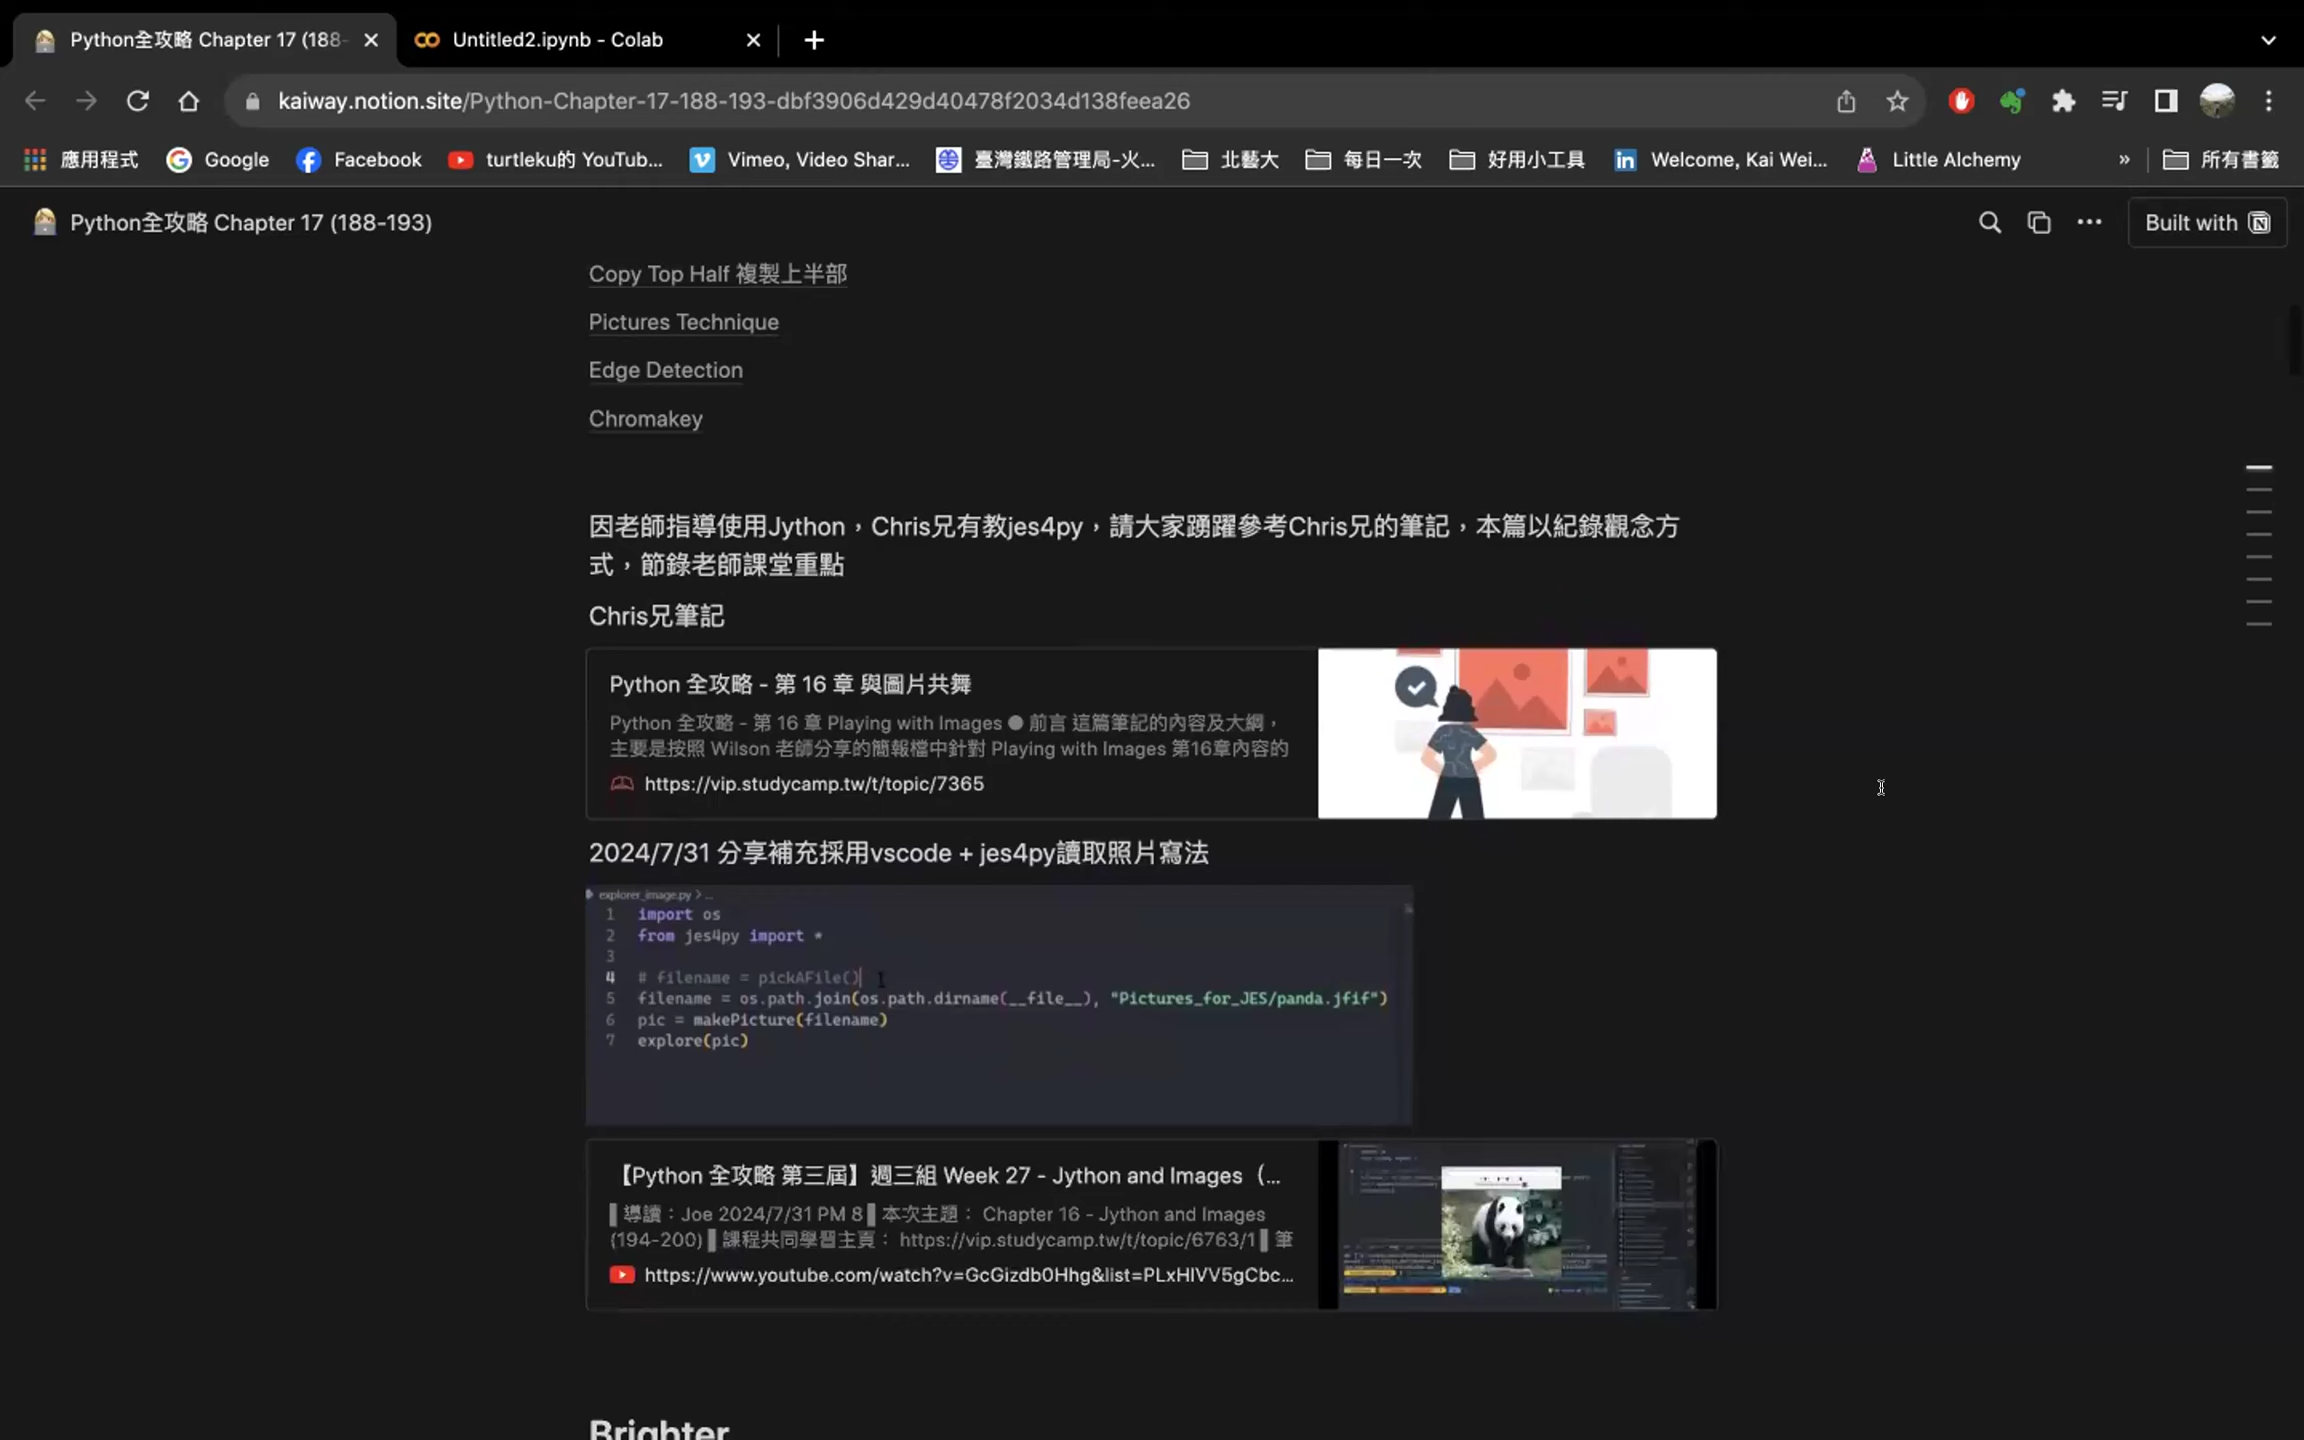 Python全攻略 Chapter 17 (188-
Untitled2.ipynb - Colab
kaiway.notion.site/Python-Chapter-17-188-193-dbf3906d429d40478f2034d138feea26
應用程式
Google
Facebook
turtleku的 YouTub...
Vimeo, Video Shar...
臺灣鐵路管理局-火...
北藝大
每日一次
好用小工具
Welcome, Kai Wei...
Little Alchemy
»
所有書籤
Python全攻略 Chapter 17 (188-193)
Built with
Copy Top Half 複製上半部
Pictures Technique
Edge Detection
Chromakey
因老師指導使用Jython，Chris兄有教jes4py，請大家踴躍參考Chris兄的筆記，本篇以紀錄觀念方
式，節錄老師課堂重點
Chris兄筆記
Python 全攻略 - 第 16 章 與圖片共舞
Python 全攻略 - 第 16 章 Playing with Images ● 前言 這篇筆記的內容及大綱，
主要是按照 Wilson 老師分享的簡報檔中針對 Playing with Images 第16章內容的
https://vip.studycamp.tw/t/topic/7365
2024/7/31 分享補充採用vscode + jes4py讀取照片寫法
explorer_image.py > ...
1 import os
2 from jes4py import *
3
4 # filename = pickAFile()
5 filename = os.path.join(os.path.dirname(__file__), "Pictures_for_JES/panda.jfif")
6 pic = makePicture(filename)
7 explore(pic)
【Python 全攻略 第三屆】週三組 Week 27 - Jython and Images（...
▌導讀：Joe 2024/7/31 PM 8 ▌本次主題： Chapter 16 - Jython and Images
(194-200) ▌課程共同學習主頁： https://vip.studycamp.tw/t/topic/6763/1 ▌筆
https://www.youtube.com/watch?v=GcGizdb0Hhg&list=PLxHIVV5gCbc...
Brighter